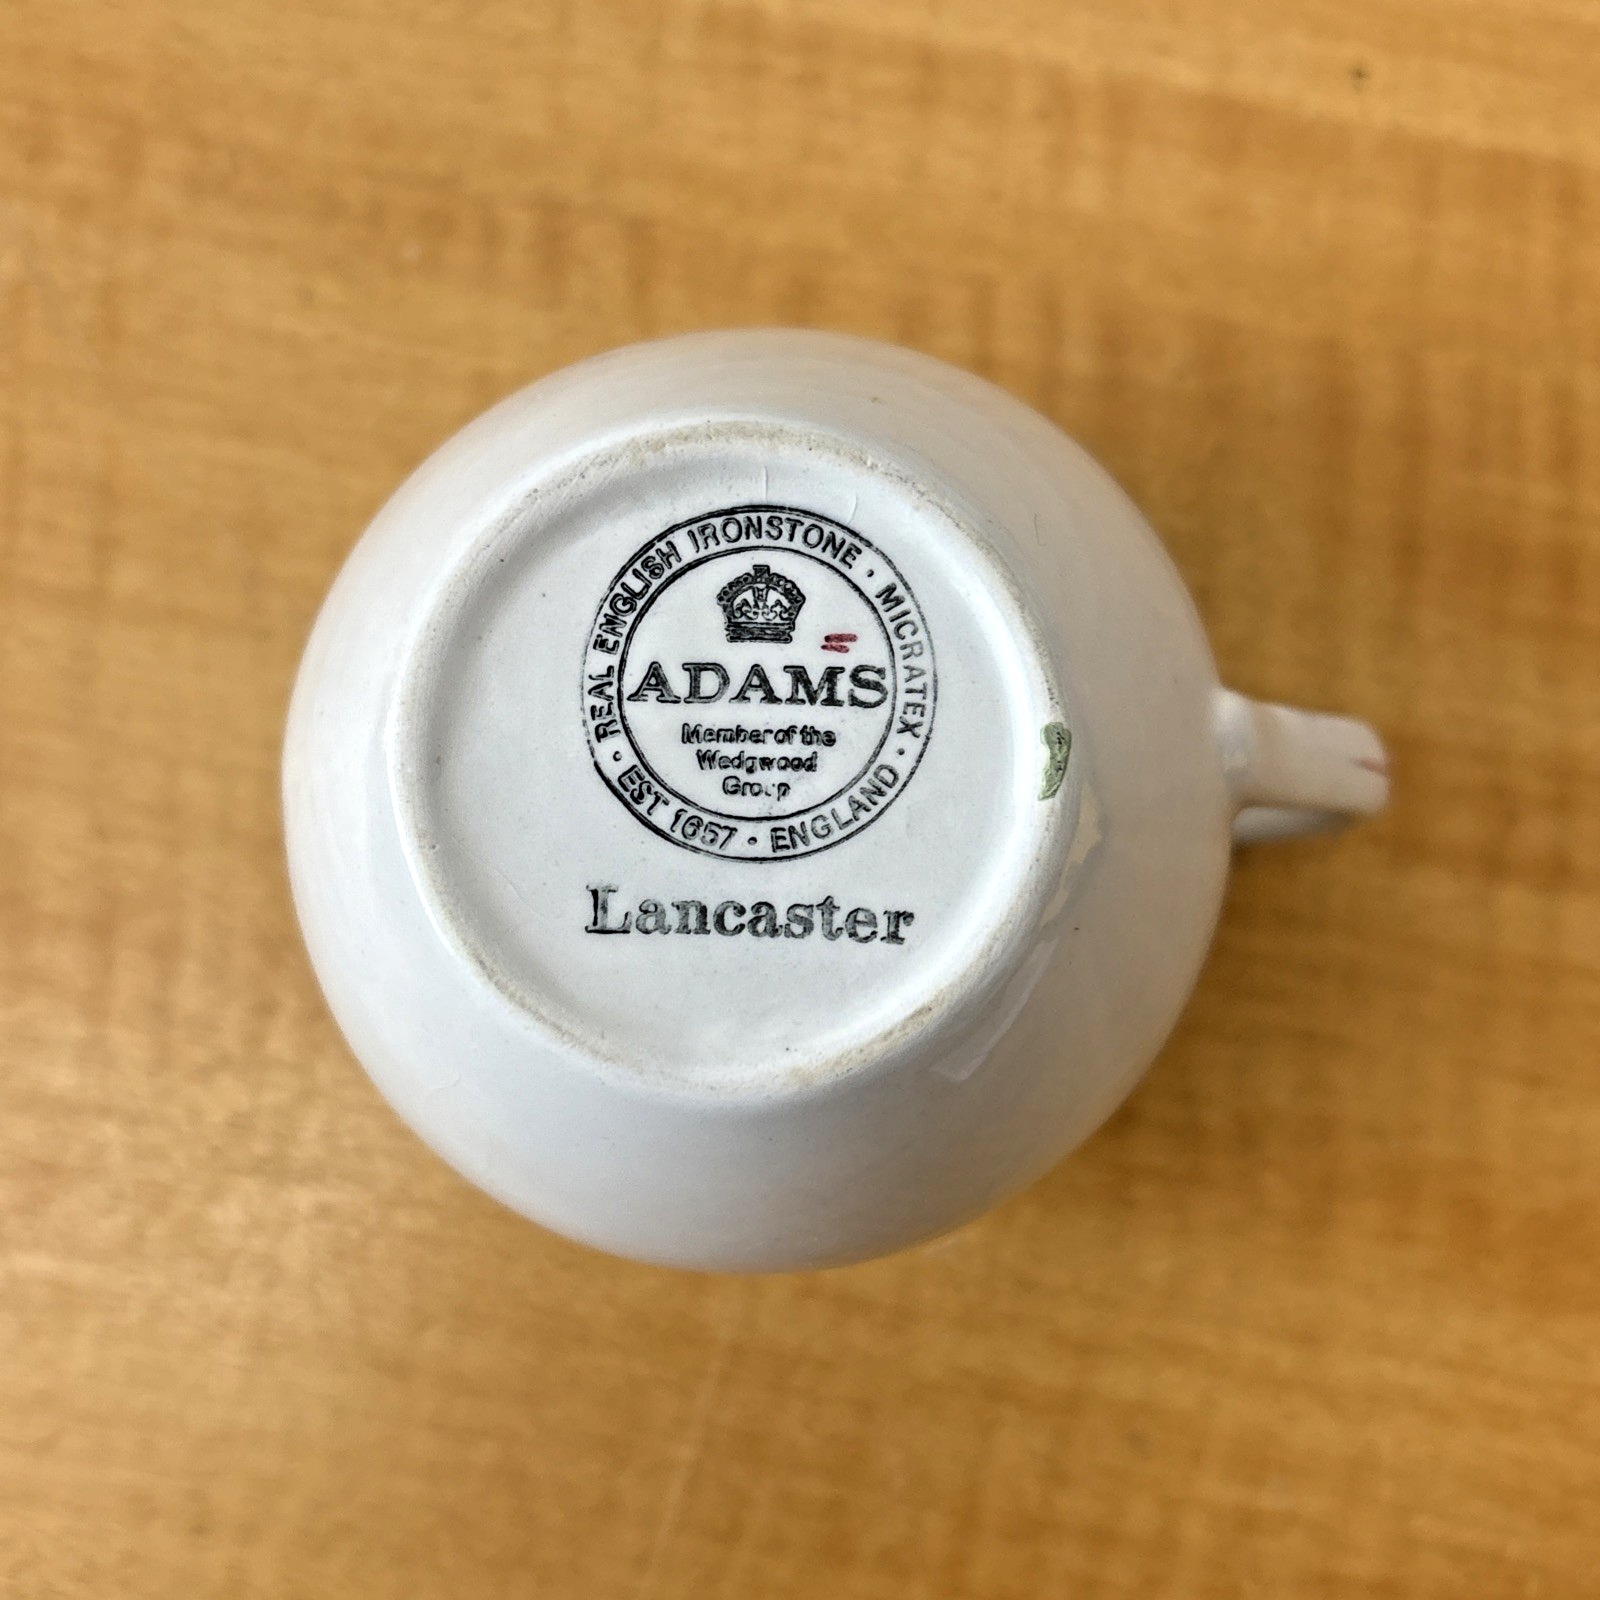 · REAL ENGLISH IRONSTONE · MICRATEX ·
ADAMS
Member of the
Wedgwood
Group
EST 1657 · ENGLAND
Lancaster